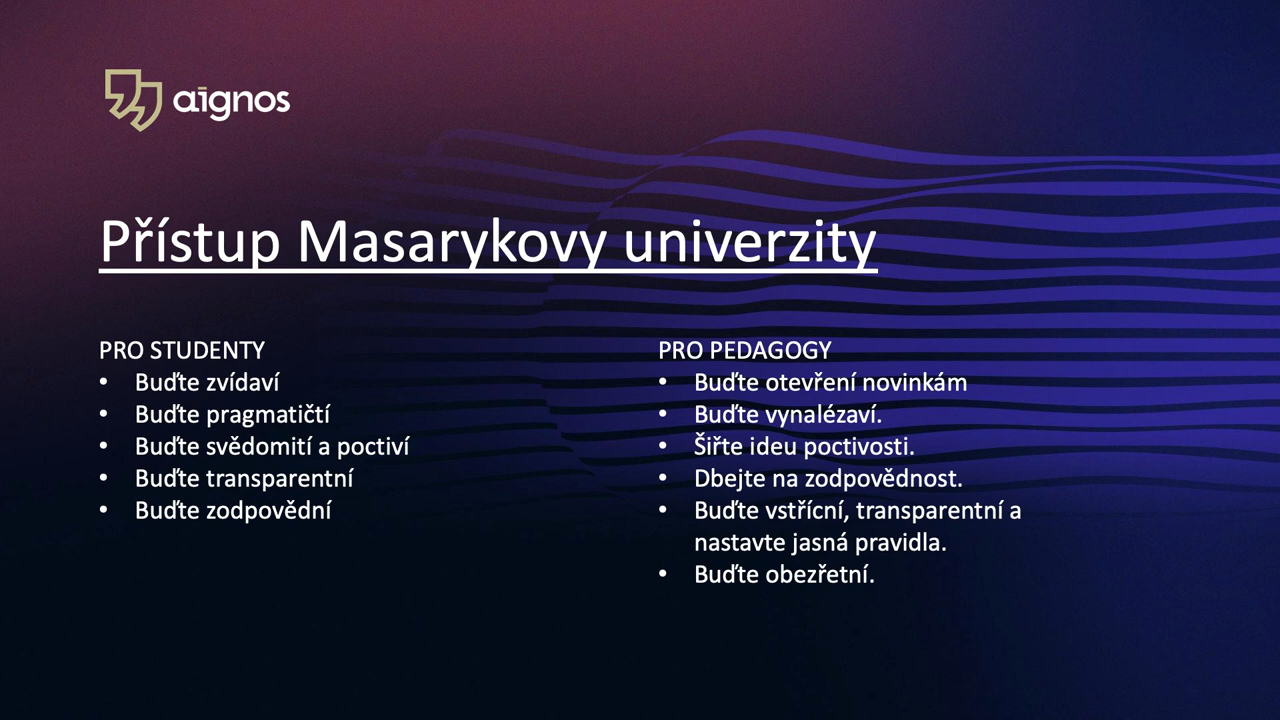 aignos
Přístup Masarykovy univerzity
PRO STUDENTY
• Buďte zvídaví
• Buďte pragmatičtí
• Buďte svědomití a poctiví
• Buďte transparentní
• Buďte zodpovědní
PRO PEDAGOGY
• Buďte otevření novinkám
• Buďte vynalézaví.
• Šiřte ideu poctivosti.
• Dbejte na zodpovědnost.
• Buďte vstřícní, transparentní a
nastavte jasná pravidla.
• Buďte obezřetní.